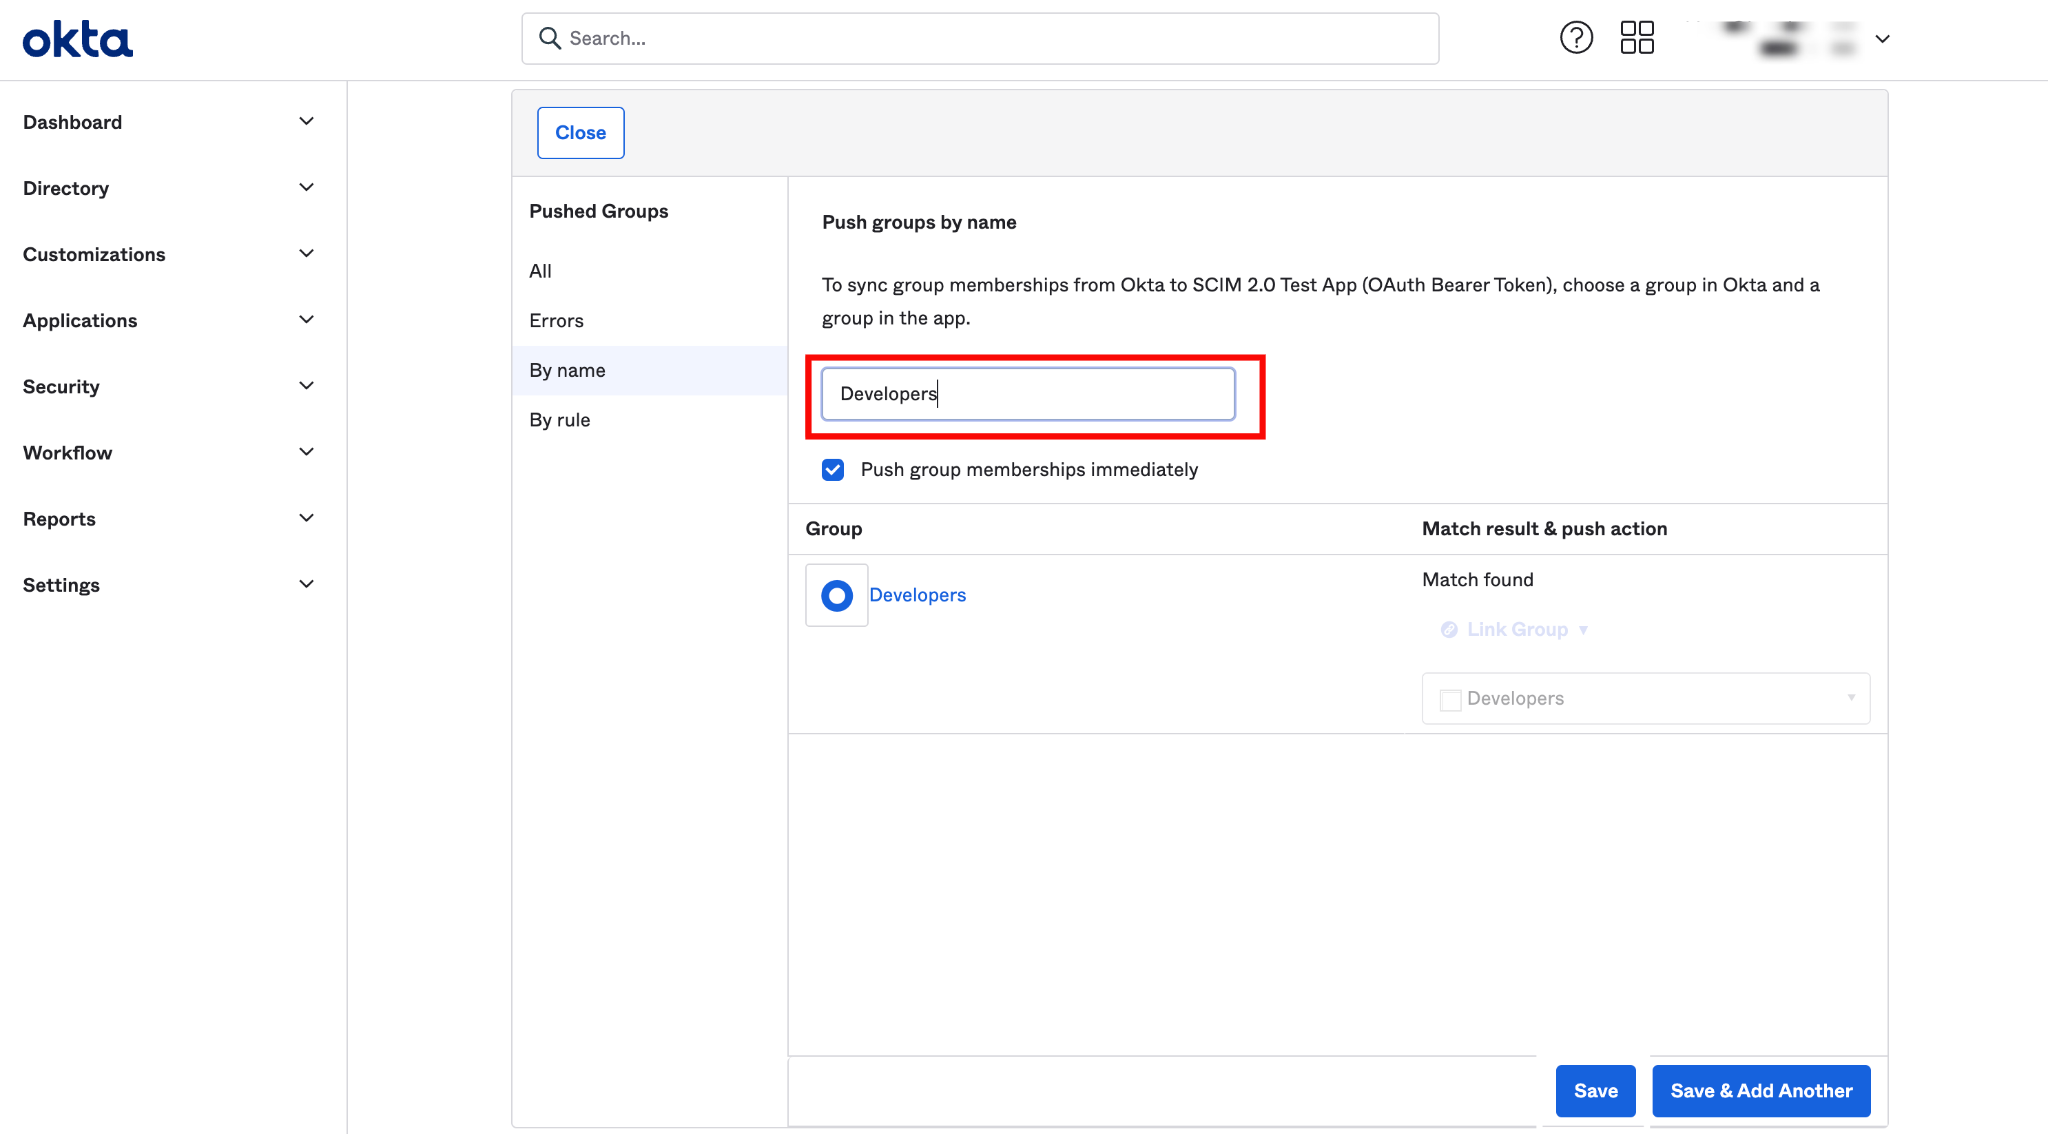 okta
Search...
Dashboard
Directory
Customizations
Applications
Security
Workflow
Reports
Settings
Close
Pushed Groups
All
Errors
By name
By rule
Push groups by name
To sync group memberships from Okta to SCIM 2.0 Test App (OAuth Bearer Token), choose a group in Okta and a
group in the app.
Developers
Push group memberships immediately
Group
Match result & push action
Developers
Match found
Link Group
Developers
Save
Save & Add Another